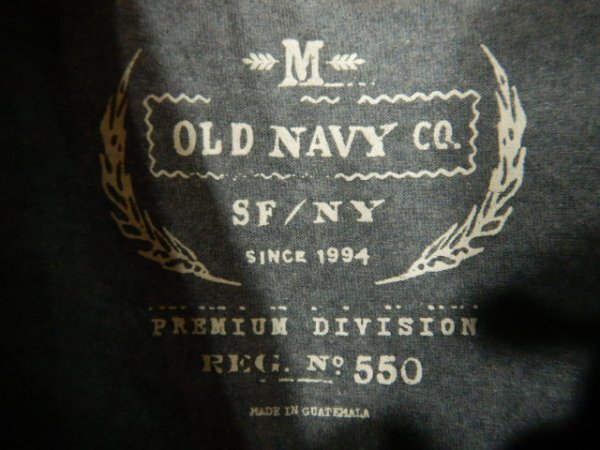 M
OLD NAVY CO.
SF/NY
SINCE 1994
PREMIUM DIVISION
REG. Nº 550
MADE IN GUATEMALA